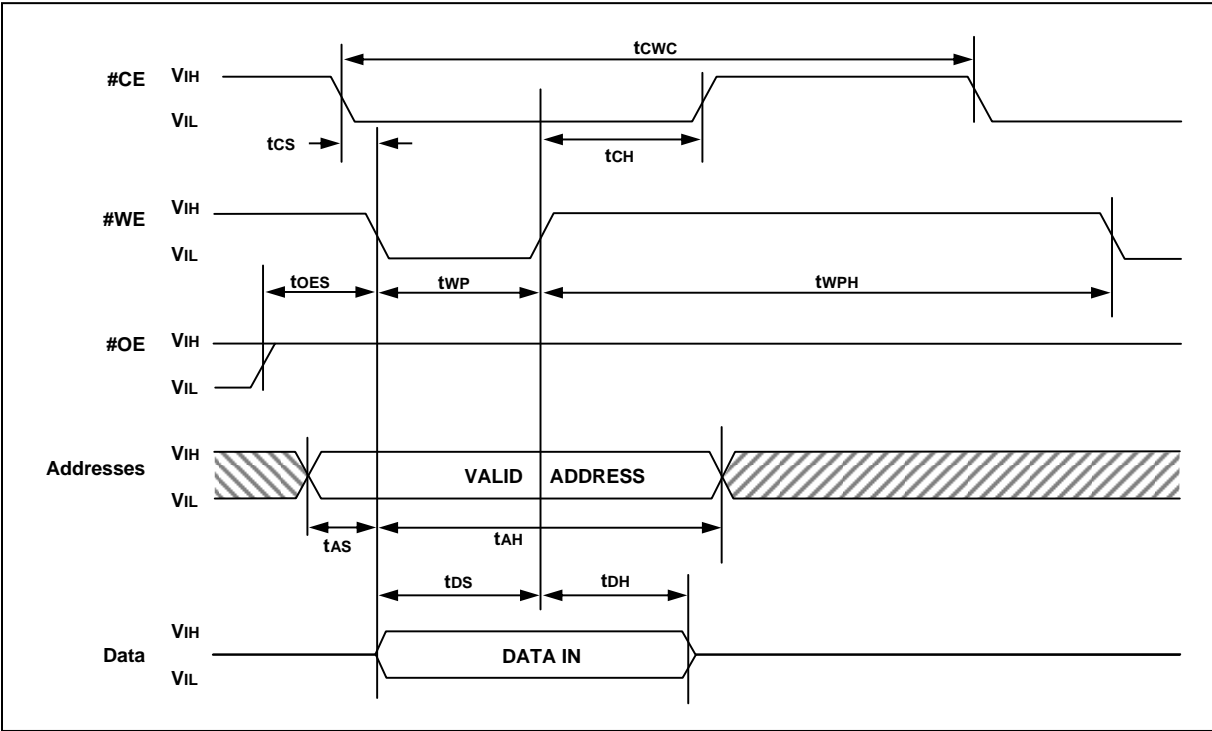 tCWC
#CE VIH
VIL
tCS
tCH
#WE VIH
VIL
tOES tWP tWPH
#OE VIH
VIL
Addresses VIH
VALID ADDRESS
VIL
tAS tAH
tDS tDH
VIH
Data DATA IN
VIL